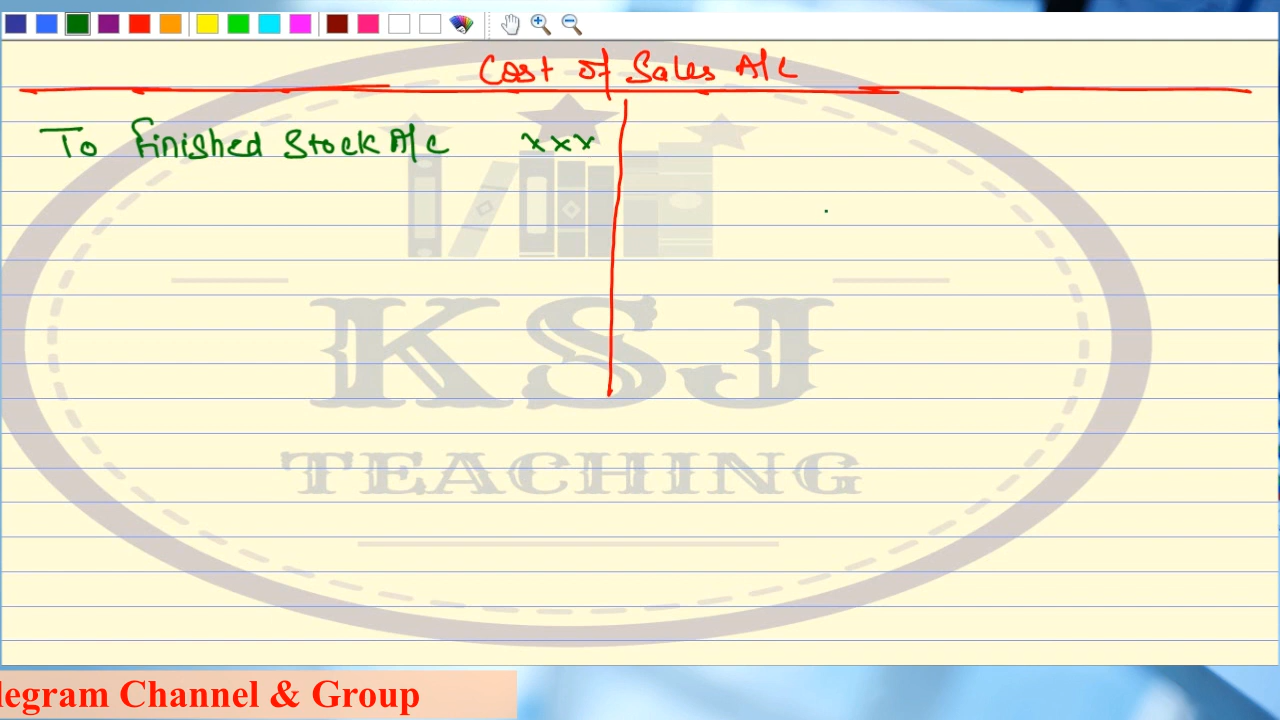 Cost of Sales A/C
To Finished Stock A/C xxx
KSJ
TEACHING
legram Channel & Group